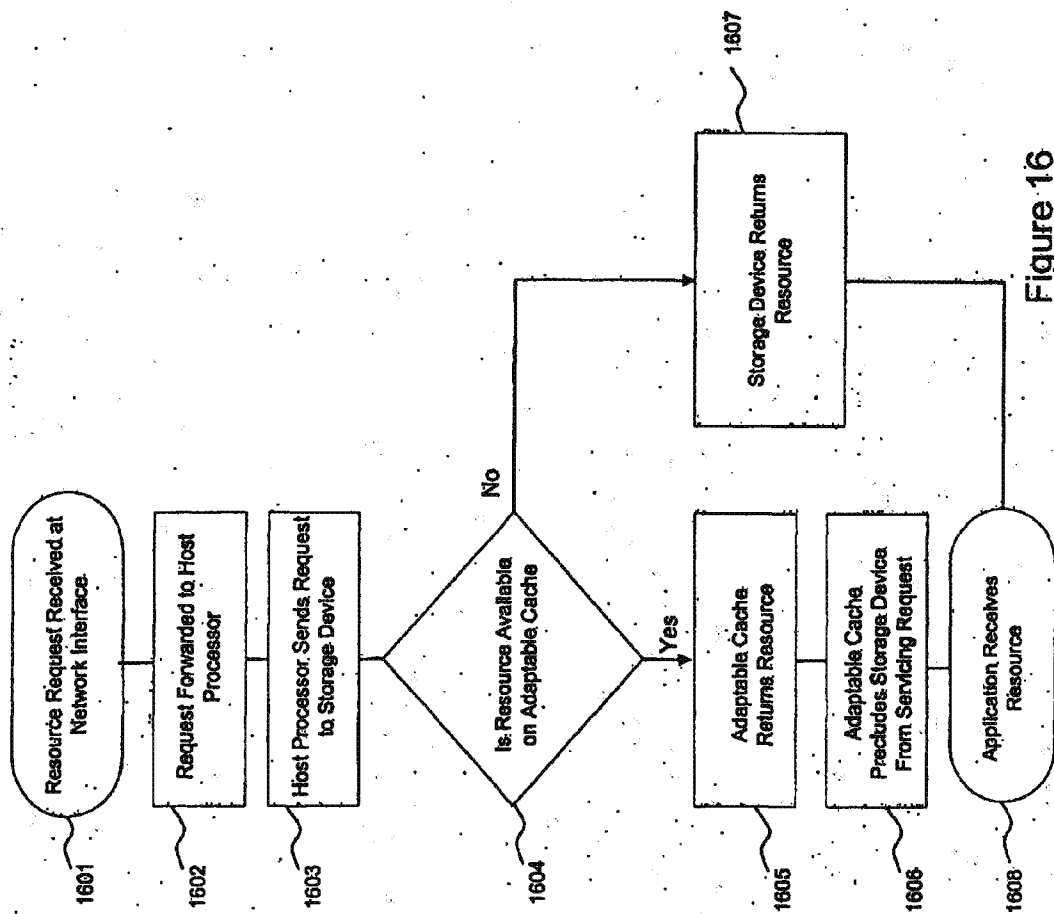 1601
Resource Request Received at
Network Interface
1602
Request Forwarded to Host
Processor
1603
Host Processor Sends Request
to Storage Device
1604
Is Resource Available
on Adaptable Cache
No
Yes
1605
Adaptable Cache
Returns Resource
1606
Adaptable Cache
Precludes Storage Device
From Servicing Request
1607
Storage Device Returns
Resource
1608
Application Receives
Resource
Figure 16